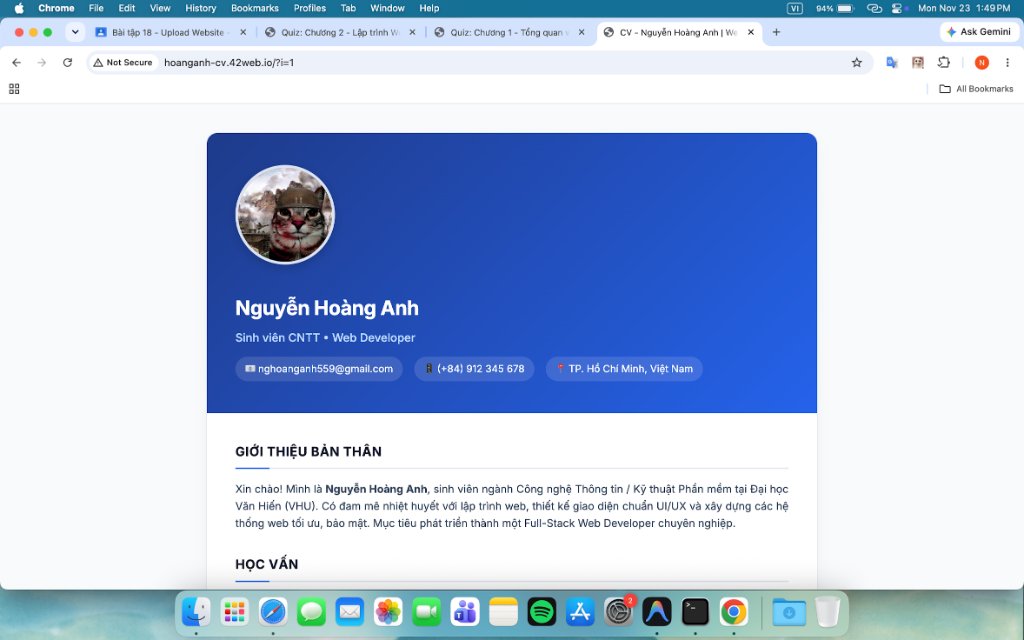 Chrome File Edit View History Bookmarks Profiles Tab Window Help VI 94% Mon Nov 23 1:49 PM
Bài tập 18 - Upload Website Quiz: Chương 2 - Lập trình W Quiz: Chương 1 - Tổng quan CV - Nguyễn Hoàng Anh | We Ask Gemini
Not Secure hoanganh-cv.42web.io/?i=1 N
All Bookmarks
Nguyễn Hoàng Anh
Sinh viên CNTT • Web Developer
nghoanganh559@gmail.com (+84) 912 345 678 TP. Hồ Chí Minh, Việt Nam
GIỚI THIỆU BẢN THÂN
Xin chào! Mình là Nguyễn Hoàng Anh, sinh viên ngành Công nghệ Thông tin / Kỹ thuật Phần mềm tại Đại học
Văn Hiến (VHU). Có đam mê nhiệt huyết với lập trình web, thiết kế giao diện chuẩn UI/UX và xây dựng các hệ
thống web tối ưu, bảo mật. Mục tiêu phát triển thành một Full-Stack Web Developer chuyên nghiệp.
HỌC VẤN
2